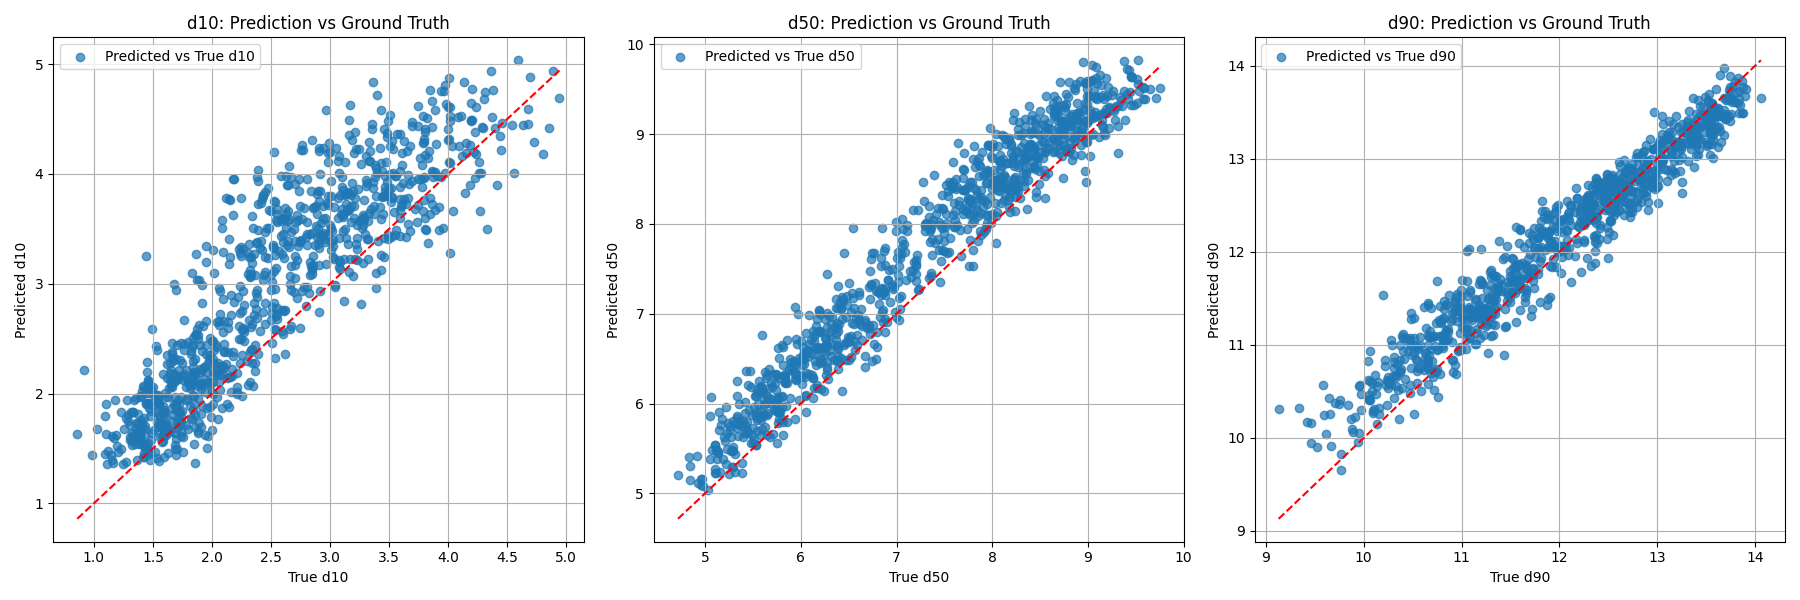 d10: Prediction vs Ground Truth
Predicted vs True d10
Predicted d10
5
4
3
2
1
1.0 1.5 2.0 2.5 3.0 3.5 4.0 4.5 5.0
True d10
d50: Prediction vs Ground Truth
Predicted vs True d50
Predicted d50
10
9
8
7
6
5
5 6 7 8 9 10
True d50
d90: Prediction vs Ground Truth
Predicted vs True d90
Predicted d90
14
13
12
11
10
9
9 10 11 12 13 14
True d90